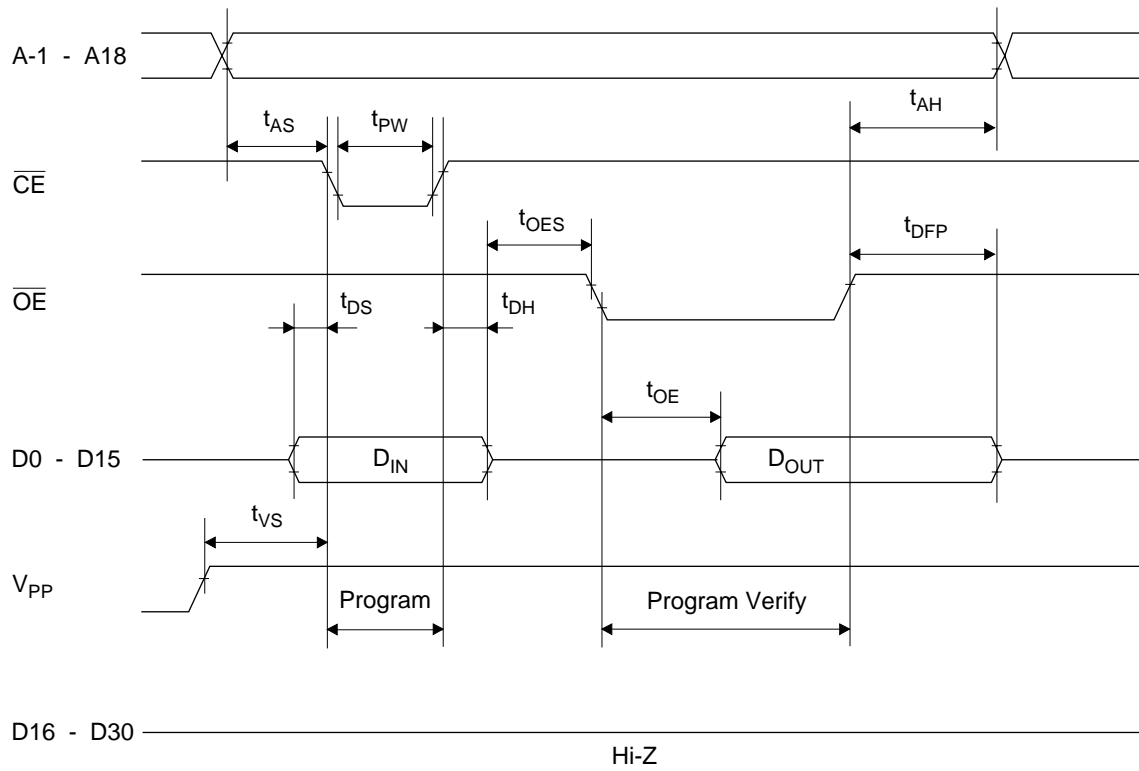 A-1 - A18
tAH
tAS
tPW
CE
tOES
tDFP
OE
tDS
tDH
tOE
D0 - D15
DIN
DOUT
tVS
VPP
Program
Program Verify
D16 - D30
Hi-Z